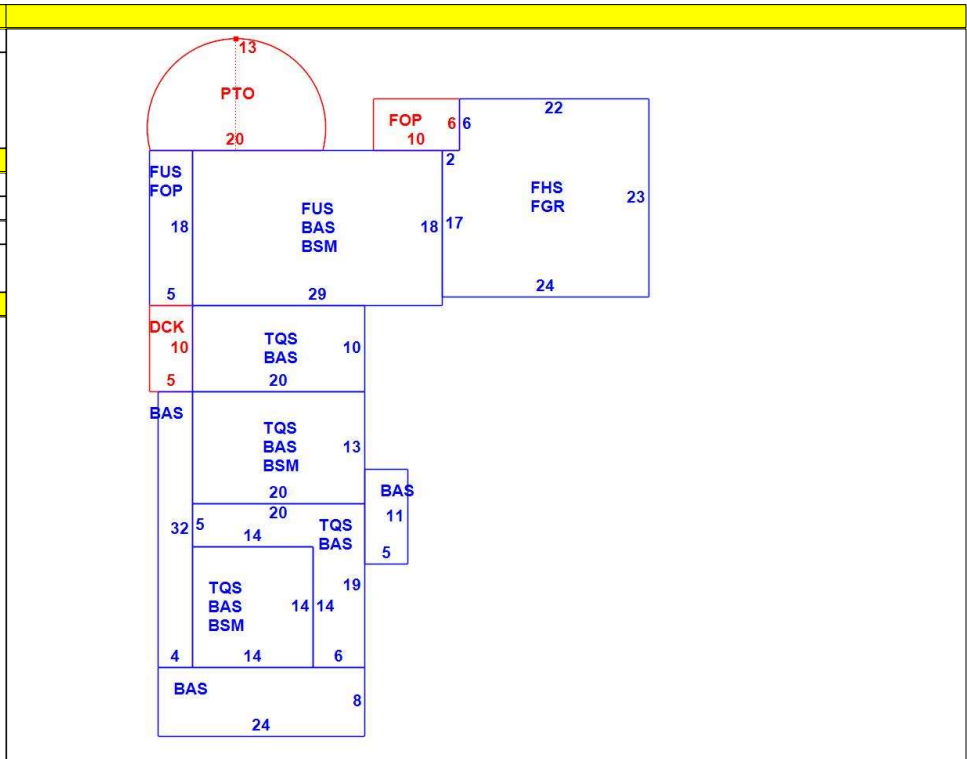 13
PTO
20
22
FOP
6
6
10
2
FHS
FGR
23
FUS
FOP
18
5
FUS
BAS
BSM
18
17
29
24
DCK
10
5
TQS
BAS
10
20
BAS
TQS
BAS
BSM
13
20
20
BAS
11
5
32
5
14
TQS
BAS
19
TQS
BAS
BSM
14
14
4
14
6
BAS
8
24